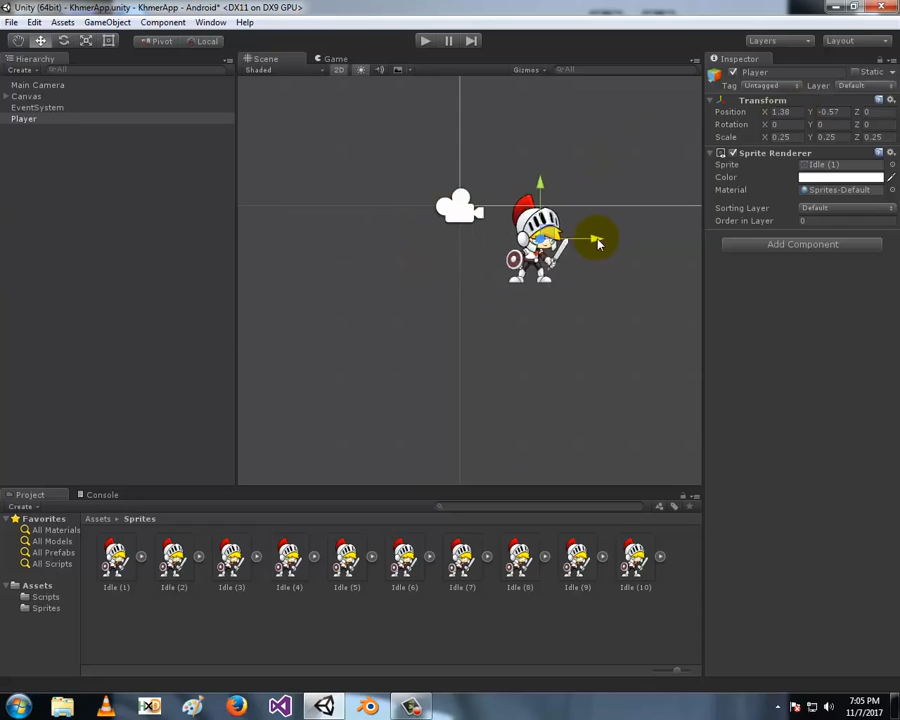 Unity (64bit) - KhmerApp.unity - KhmerApp - Android* <DX11 on DX9 GPU>
File Edit Assets GameObject Component Window Help
Pivot Local Layers Layout
Hierarchy Scene Game Inspector
Create All Shaded 2D Gizmos All Player Static
Main Camera Tag Untagged Layer Default
Canvas Transform
EventSystem Position X 1.38 Y -0.57 Z 0
Player Rotation X 0 Y 0 Z 0
Scale X 0.25 Y 0.25 Z 0.25
Sprite Renderer
Sprite Idle (1)
Color
Material Sprites-Default
Sorting Layer Default
Order in Layer 0
Add Component
Project Console
Create
Favorites Assets Sprites
All Materials
All Models
All Prefabs
All Scripts
Assets Idle (1) Idle (2) Idle (3) Idle (4) Idle (5) Idle (6) Idle (7) Idle (8) Idle (9) Idle (10)
Scripts
Sprites
HXD
7:05 PM
11/7/2017